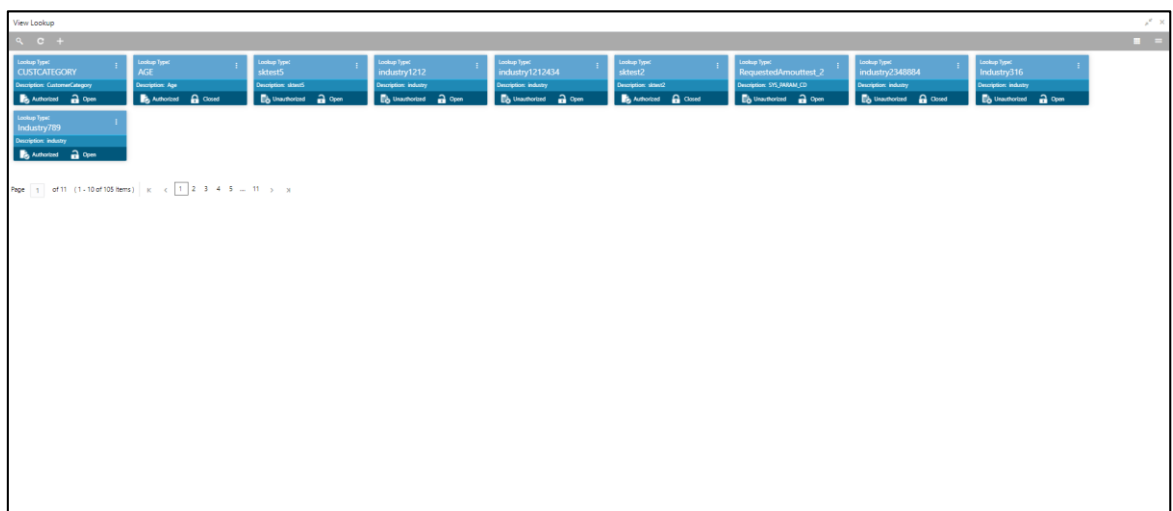 View Lookup
Lookup Type:
CUSTCATEGORY
Description: CustomerCategory
Authorized Open
Lookup Type:
AGE
Description: Age
Authorized Closed
Lookup Type:
sktest5
Description: sktest5
Unauthorized Open
Lookup Type:
industry1212
Description: industry
Unauthorized Open
Lookup Type:
industry1212434
Description: industry
Unauthorized Open
Lookup Type:
sktest2
Description: sktest2
Authorized Closed
Lookup Type:
RequestedAmouttest_2
Description: SYS_PARAM_CD
Unauthorized Open
Lookup Type:
industry2348884
Description: industry
Unauthorized Closed
Lookup Type:
Industry316
Description: industry
Unauthorized Open
Lookup Type:
Industry789
Description: industry
Authorized Open
Page 1 of 11 (1 - 10 of 105 items) « ‹ 1 2 3 4 5 ... 11 › »